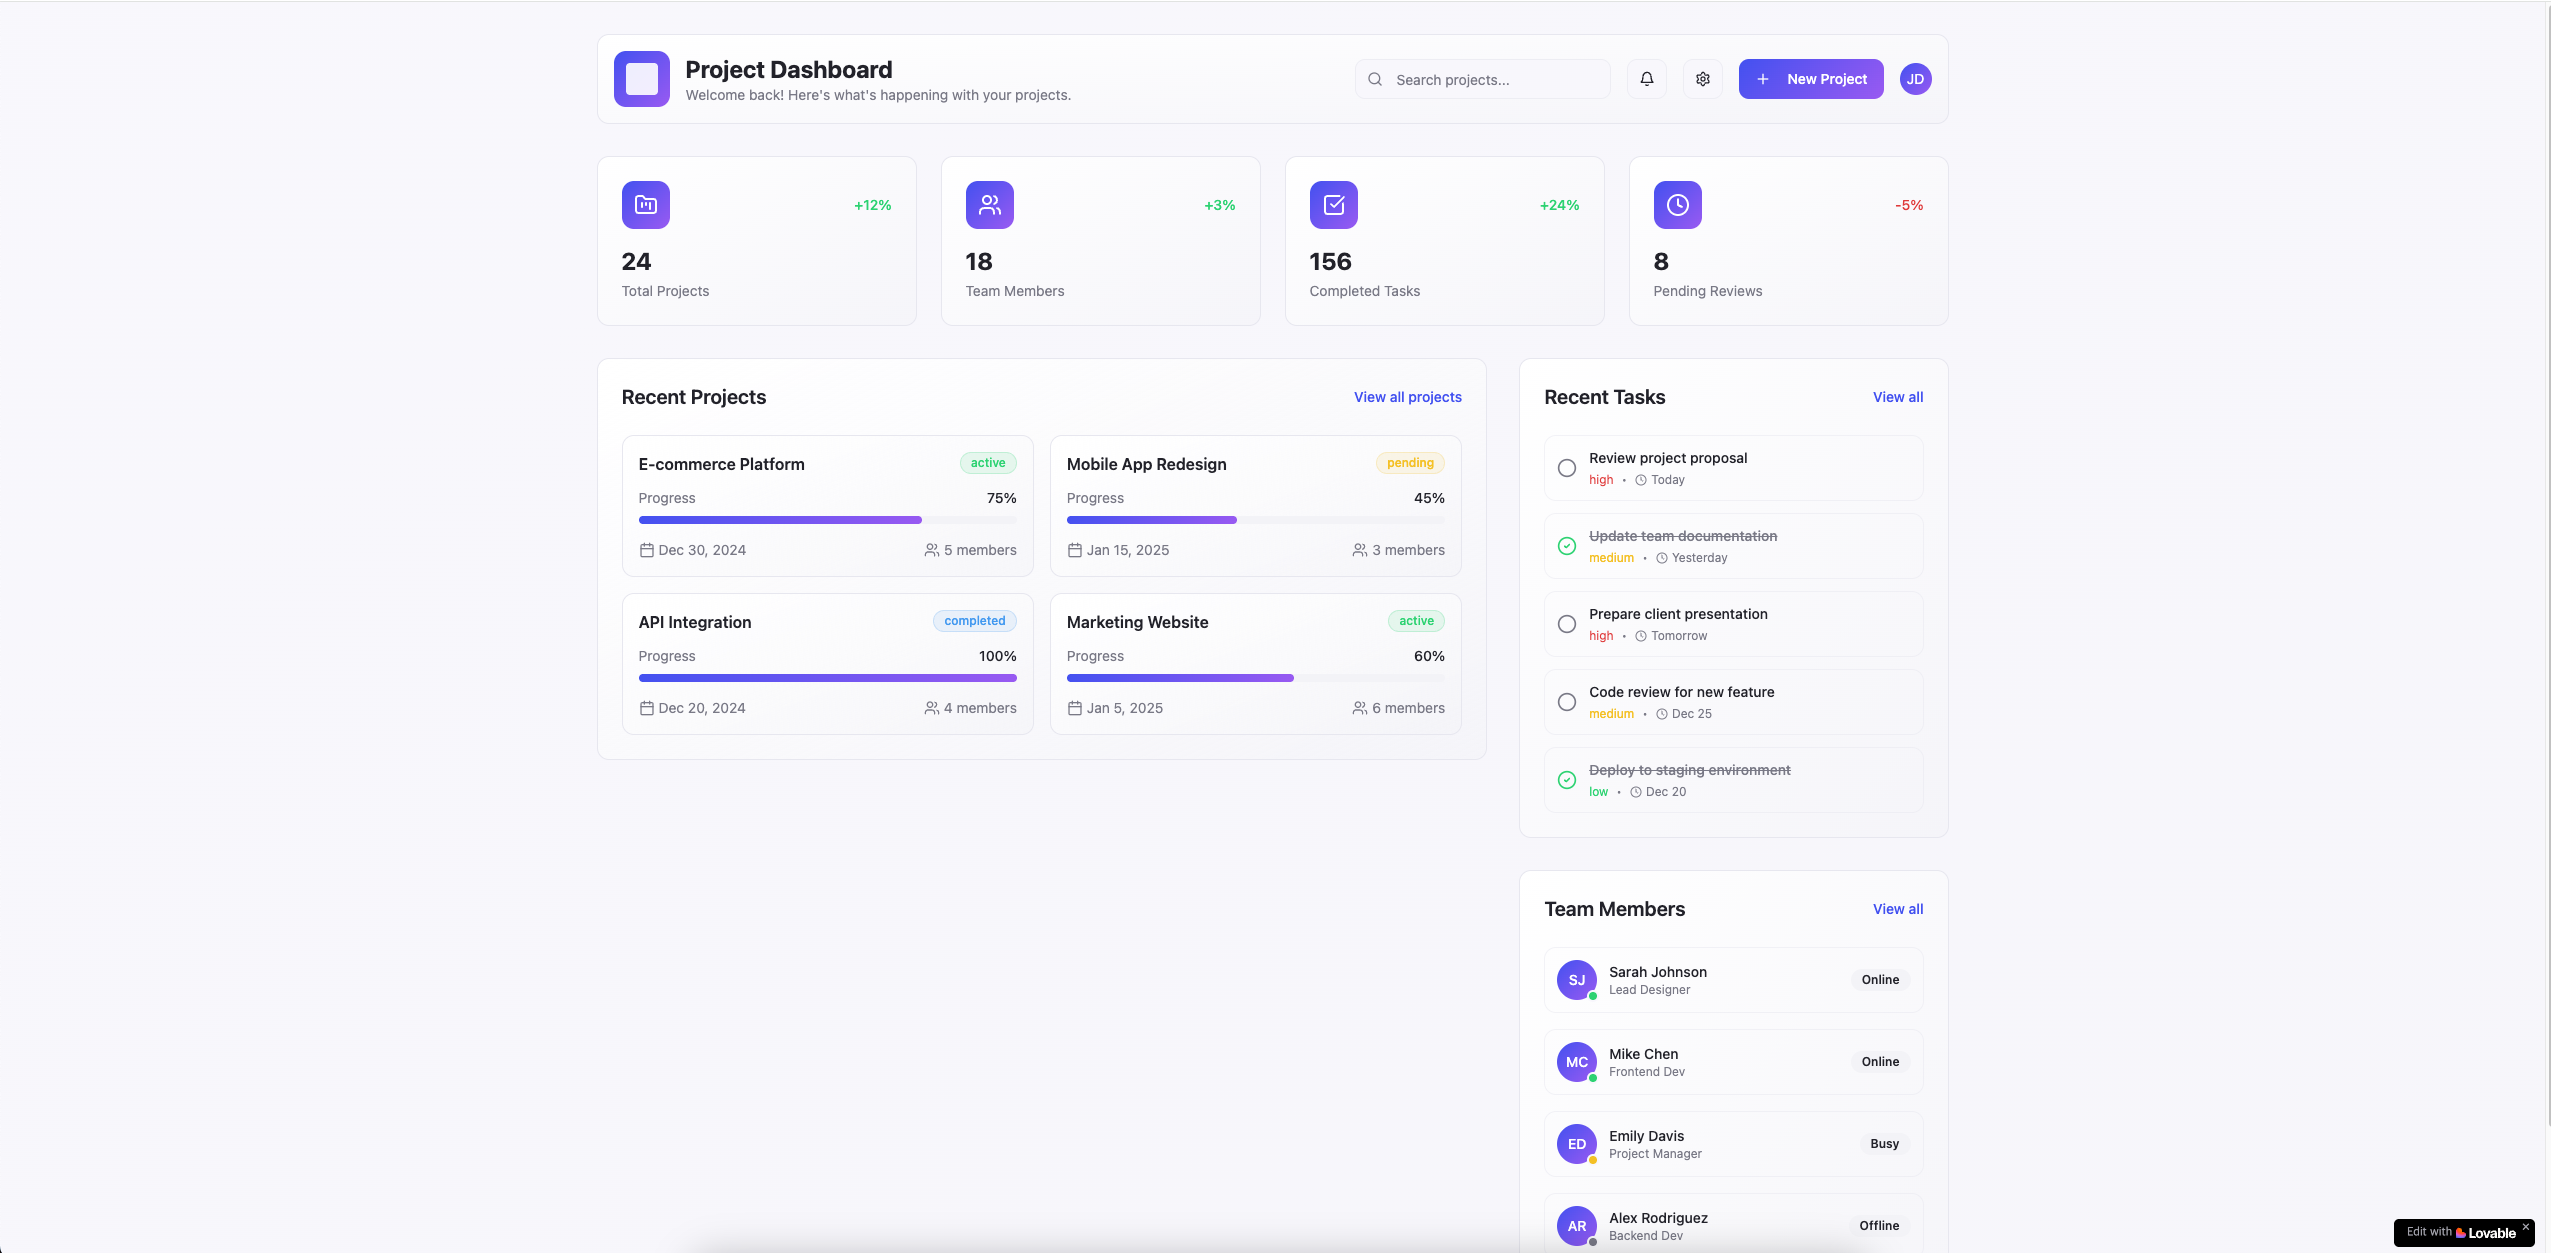 Project Dashboard
Welcome back! Here's what's happening with your projects.
Search projects...
New Project
JD
+12%
24
Total Projects
+3%
18
Team Members
+24%
156
Completed Tasks
-5%
8
Pending Reviews
Recent Projects
View all projects
E-commerce Platform
active
Progress
75%
Dec 30, 2024
5 members
Mobile App Redesign
pending
Progress
45%
Jan 15, 2025
3 members
API Integration
completed
Progress
100%
Dec 20, 2024
4 members
Marketing Website
active
Progress
60%
Jan 5, 2025
6 members
Recent Tasks
View all
Review project proposal
high • Today
Update team documentation
medium • Yesterday
Prepare client presentation
high • Tomorrow
Code review for new feature
medium • Dec 25
Deploy to staging environment
low • Dec 20
Team Members
View all
SJ
Sarah Johnson
Lead Designer
Online
MC
Mike Chen
Frontend Dev
Online
ED
Emily Davis
Project Manager
Busy
AR
Alex Rodriguez
Backend Dev
Offline
Edit with Lovable